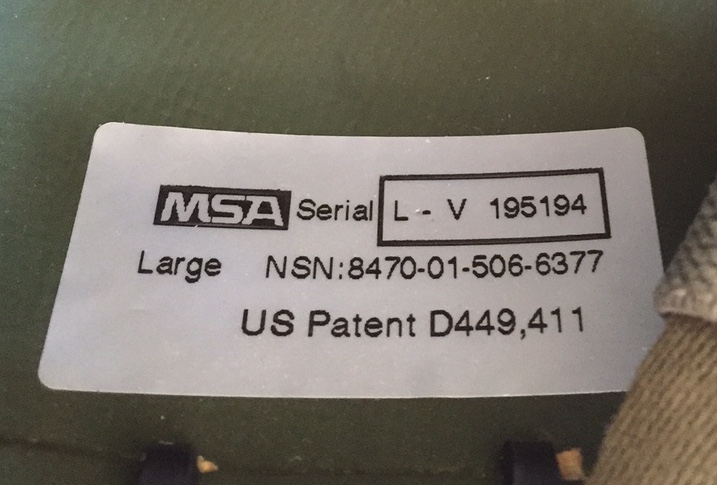 MSA Serial L - V 195194
Large NSN:8470-01-506-6377
US Patent D449,411